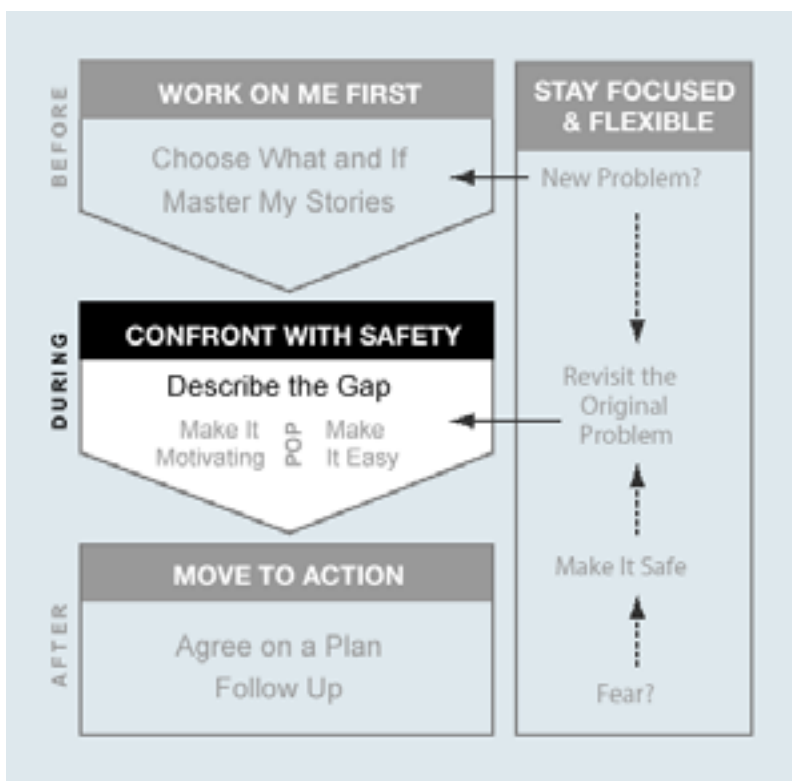 BEFORE
WORK ON ME FIRST
Choose What and If
Master My Stories
DURING
CONFRONT WITH SAFETY
Describe the Gap
Make It
Motivating
POP
Make
It Easy
AFTER
MOVE TO ACTION
Agree on a Plan
Follow Up
STAY FOCUSED
& FLEXIBLE
New Problem?
Revisit the
Original
Problem
Make It Safe
Fear?